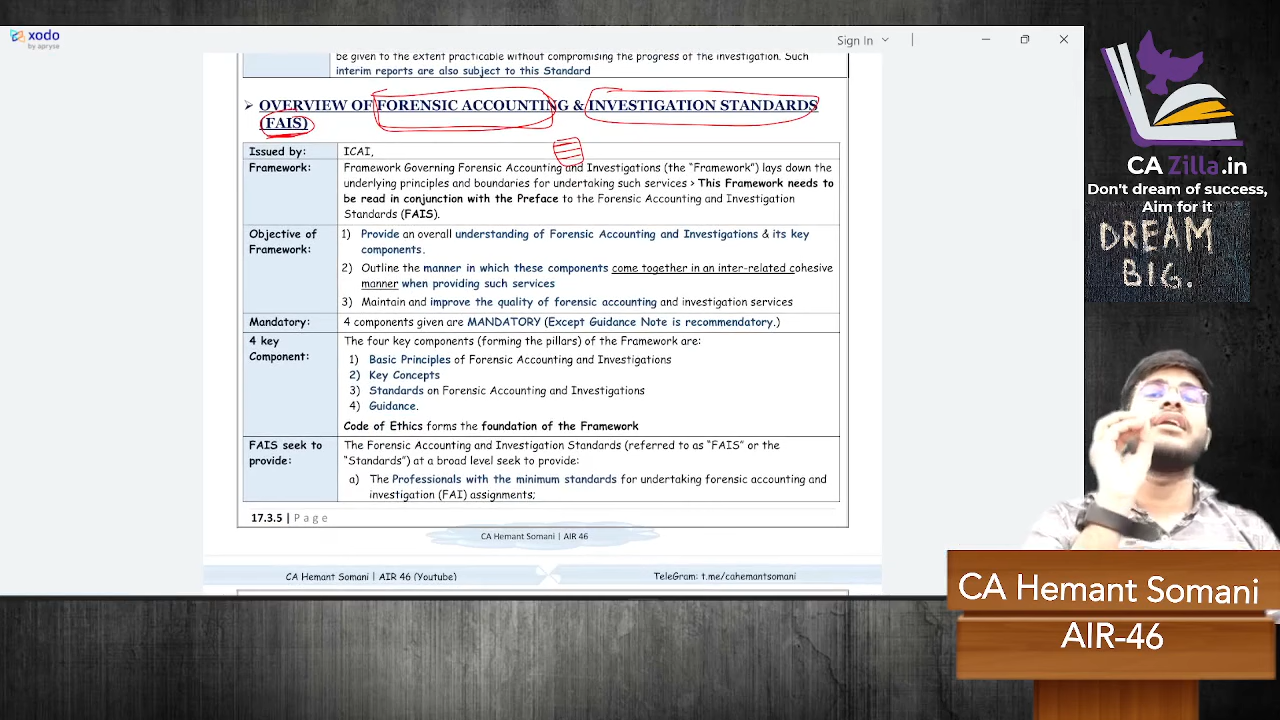 xodo
by apryse
Sign In
be given to the extent practicable without compromising the progress of the investigation. Such
interim reports are also subject to this Standard
➢ OVERVIEW OF FORENSIC ACCOUNTING & INVESTIGATION STANDARDS
(FAIS)
Issued by: ICAI,
Framework: Framework Governing Forensic Accounting and Investigations (the “Framework”) lays down the
underlying principles and boundaries for undertaking such services > This Framework needs to
be read in conjunction with the Preface to the Forensic Accounting and Investigation
Standards (FAIS).
Objective of Framework: 1) Provide an overall understanding of Forensic Accounting and Investigations & its key
components.
2) Outline the manner in which these components come together in an inter-related cohesive
manner when providing such services
3) Maintain and improve the quality of forensic accounting and investigation services
Mandatory: 4 components given are MANDATORY (Except Guidance Note is recommendatory.)
4 key Component: The four key components (forming the pillars) of the Framework are:
1) Basic Principles of Forensic Accounting and Investigations
2) Key Concepts
3) Standards on Forensic Accounting and Investigations
4) Guidance.
Code of Ethics forms the foundation of the Framework
FAIS seek to provide: The Forensic Accounting and Investigation Standards (referred to as “FAIS” or the
“Standards”) at a broad level seek to provide:
a) The Professionals with the minimum standards for undertaking forensic accounting and
investigation (FAI) assignments;
17.3.5 | Page
CA Hemant Somani | AIR 46
CA Hemant Somani | AIR 46 (Youtube) TeleGram: t.me/cahemantsomani
CA Zilla.in
Don't dream of success,
Aim for it
DREAM
BIG.
CA Hemant Somani
AIR-46